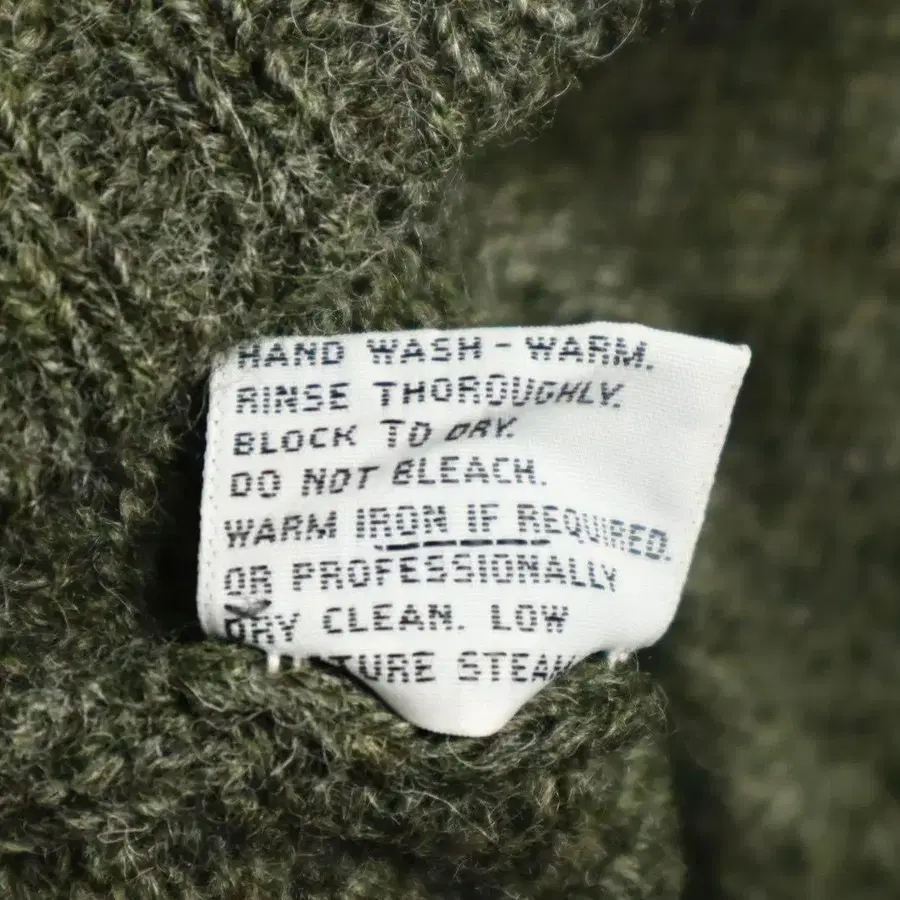 HAND WASH - WARM.
RINSE THOROUGHLY.
BLOCK TO DRY.
DO NOT BLEACH.
WARM IRON IF REQUIRED.
OR PROFESSIONALLY
DRY CLEAN. LOW
STEAM